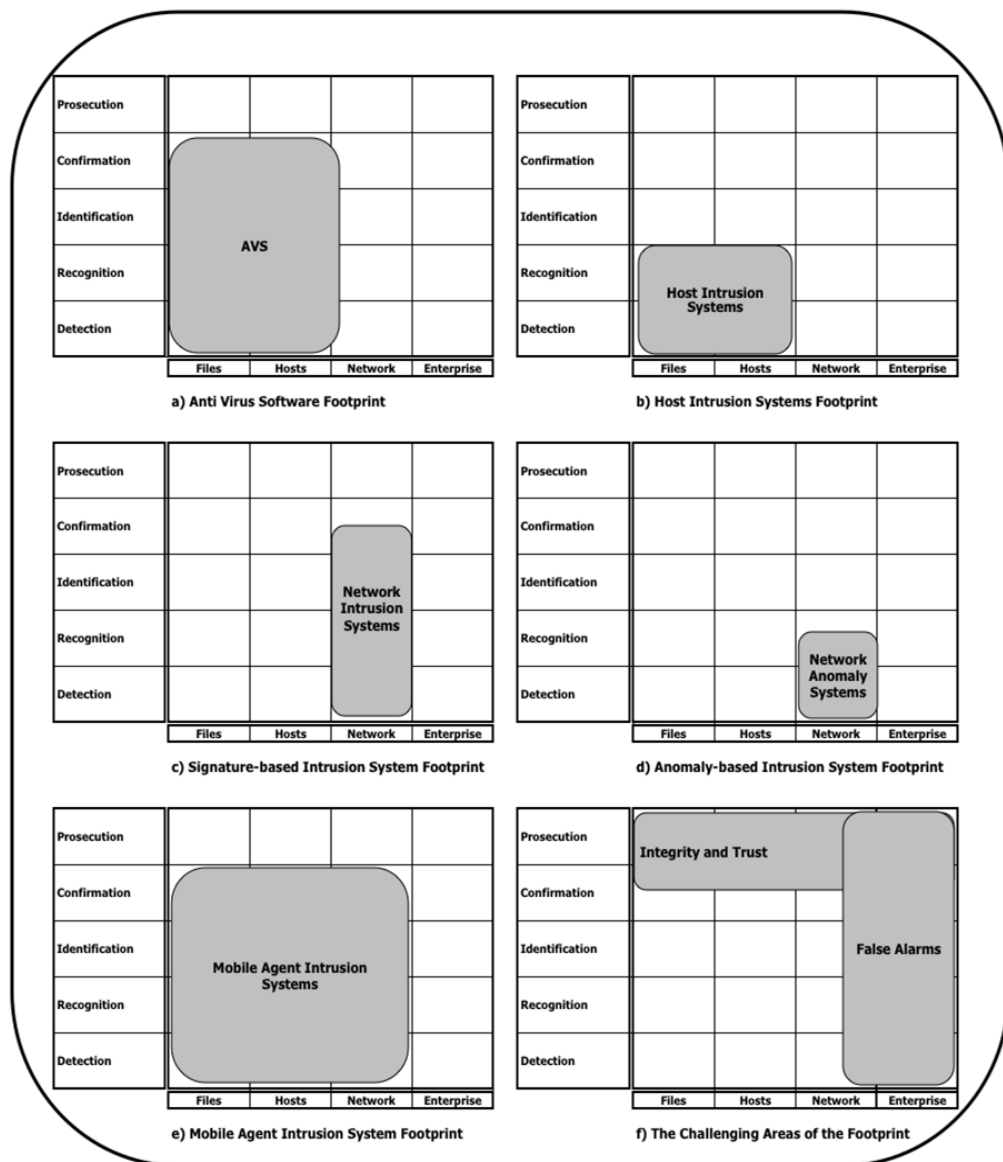 Prosecution
Confirmation
Identification
Recognition
Detection
AVS
Files Hosts Network Enterprise
a) Anti Virus Software Footprint
Prosecution
Confirmation
Identification
Recognition
Detection
Host Intrusion
Systems
Files Hosts Network Enterprise
b) Host Intrusion Systems Footprint
Prosecution
Confirmation
Identification
Recognition
Detection
Network
Intrusion
Systems
Files Hosts Network Enterprise
c) Signature-based Intrusion System Footprint
Prosecution
Confirmation
Identification
Recognition
Detection
Network
Anomaly
Systems
Files Hosts Network Enterprise
d) Anomaly-based Intrusion System Footprint
Prosecution
Confirmation
Identification
Recognition
Detection
Mobile Agent Intrusion
Systems
Files Hosts Network Enterprise
e) Mobile Agent Intrusion System Footprint
Prosecution
Confirmation
Identification
Recognition
Detection
Integrity and Trust
False Alarms
Files Hosts Network Enterprise
f) The Challenging Areas of the Footprint